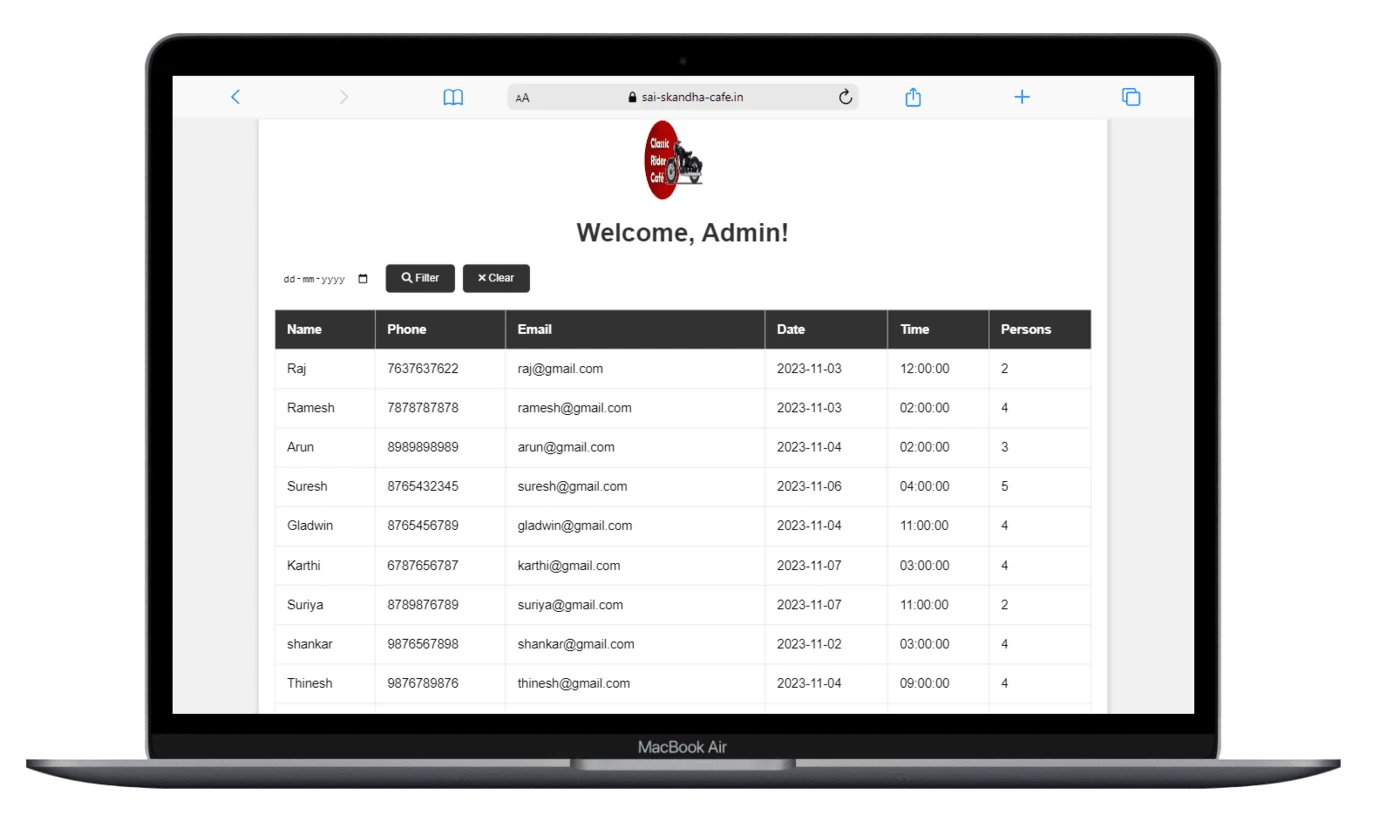 AA sai-skandha-cafe.in
Classic
Rider
Café
Welcome, Admin!
dd-mm-yyyy Filter Clear
Name Phone Email Date Time Persons
Raj 7637637622 raj@gmail.com 2023-11-03 12:00:00 2
Ramesh 7878787878 ramesh@gmail.com 2023-11-03 02:00:00 4
Arun 8989898989 arun@gmail.com 2023-11-04 02:00:00 3
Suresh 8765432345 suresh@gmail.com 2023-11-06 04:00:00 5
Gladwin 8765456789 gladwin@gmail.com 2023-11-04 11:00:00 4
Karthi 6787656787 karthi@gmail.com 2023-11-07 03:00:00 4
Suriya 8789876789 suriya@gmail.com 2023-11-07 11:00:00 2
shankar 9876567898 shankar@gmail.com 2023-11-02 03:00:00 4
Thinesh 9876789876 thinesh@gmail.com 2023-11-04 09:00:00 4
MacBook Air